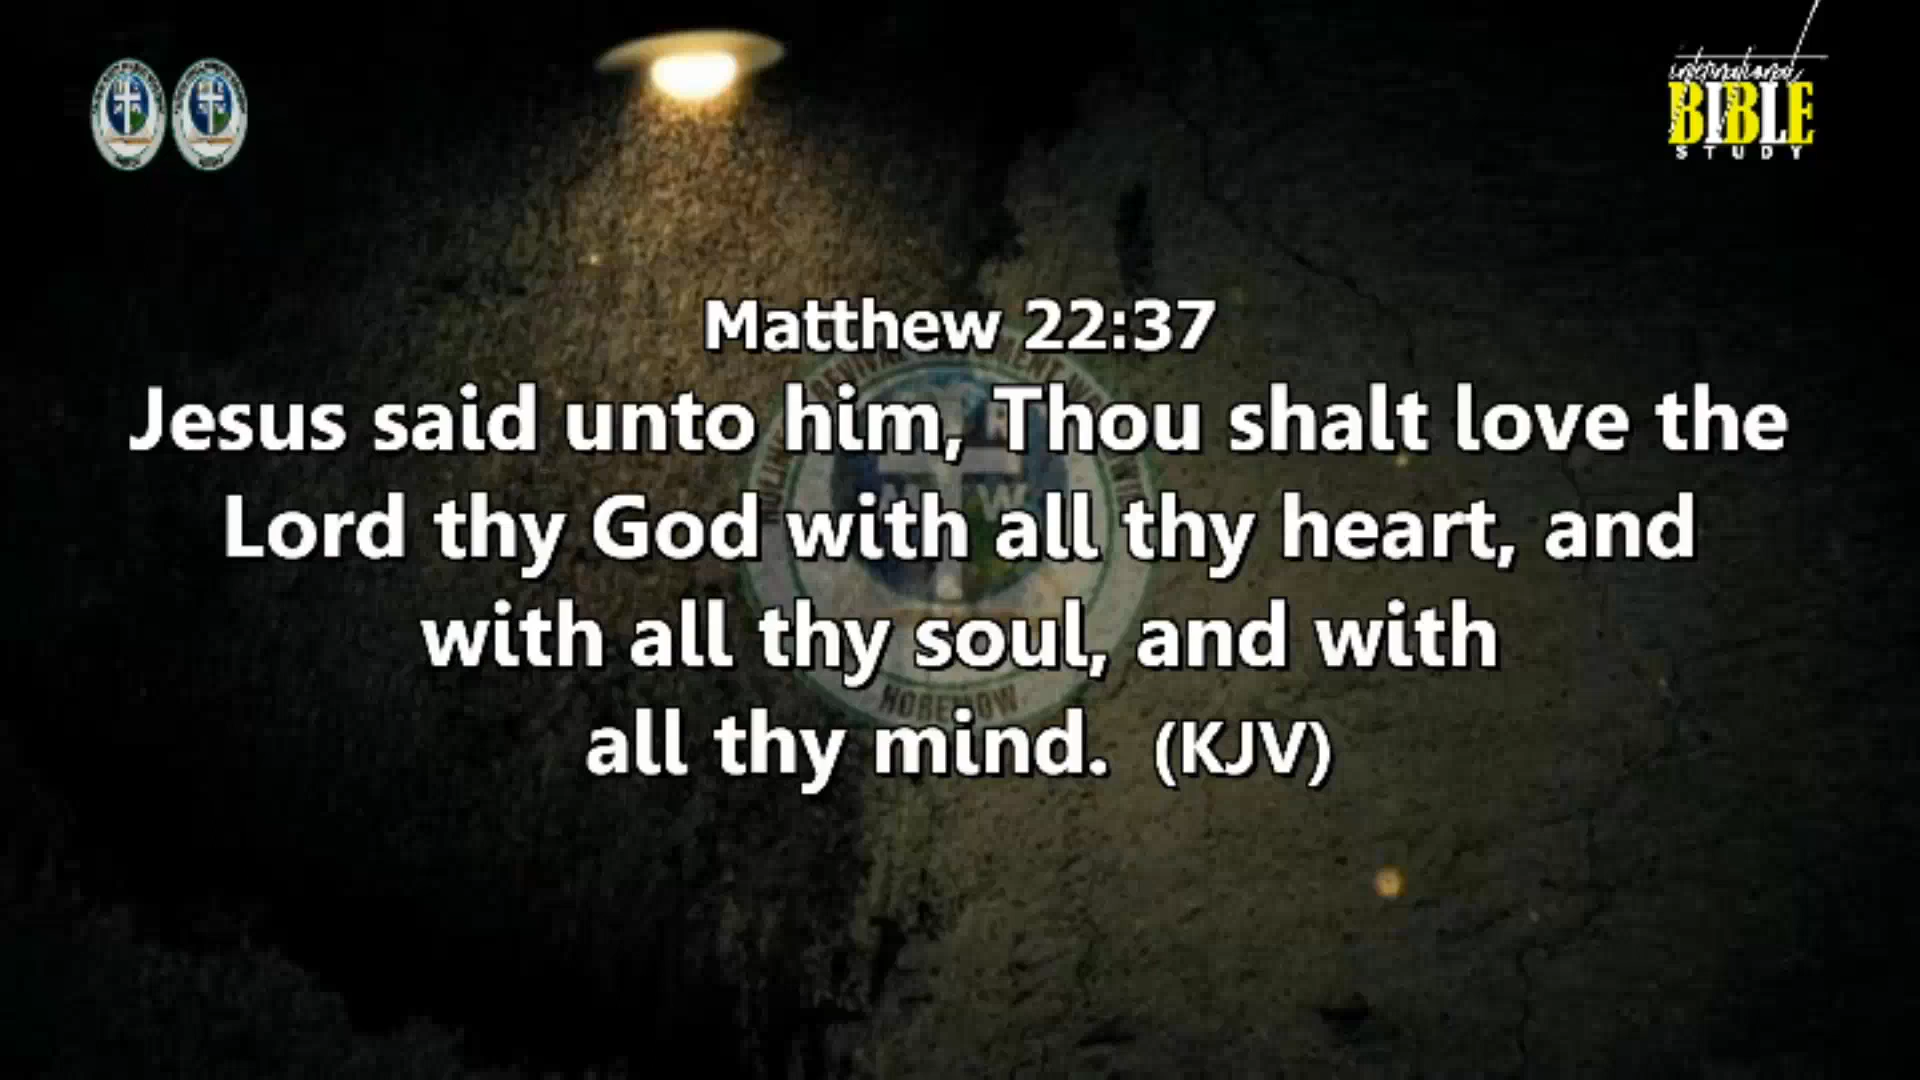 international
BIBLE
STUDY
Matthew 22:37
Jesus said unto him, Thou shalt love the
Lord thy God with all thy heart, and
with all thy soul, and with
all thy mind. (KJV)